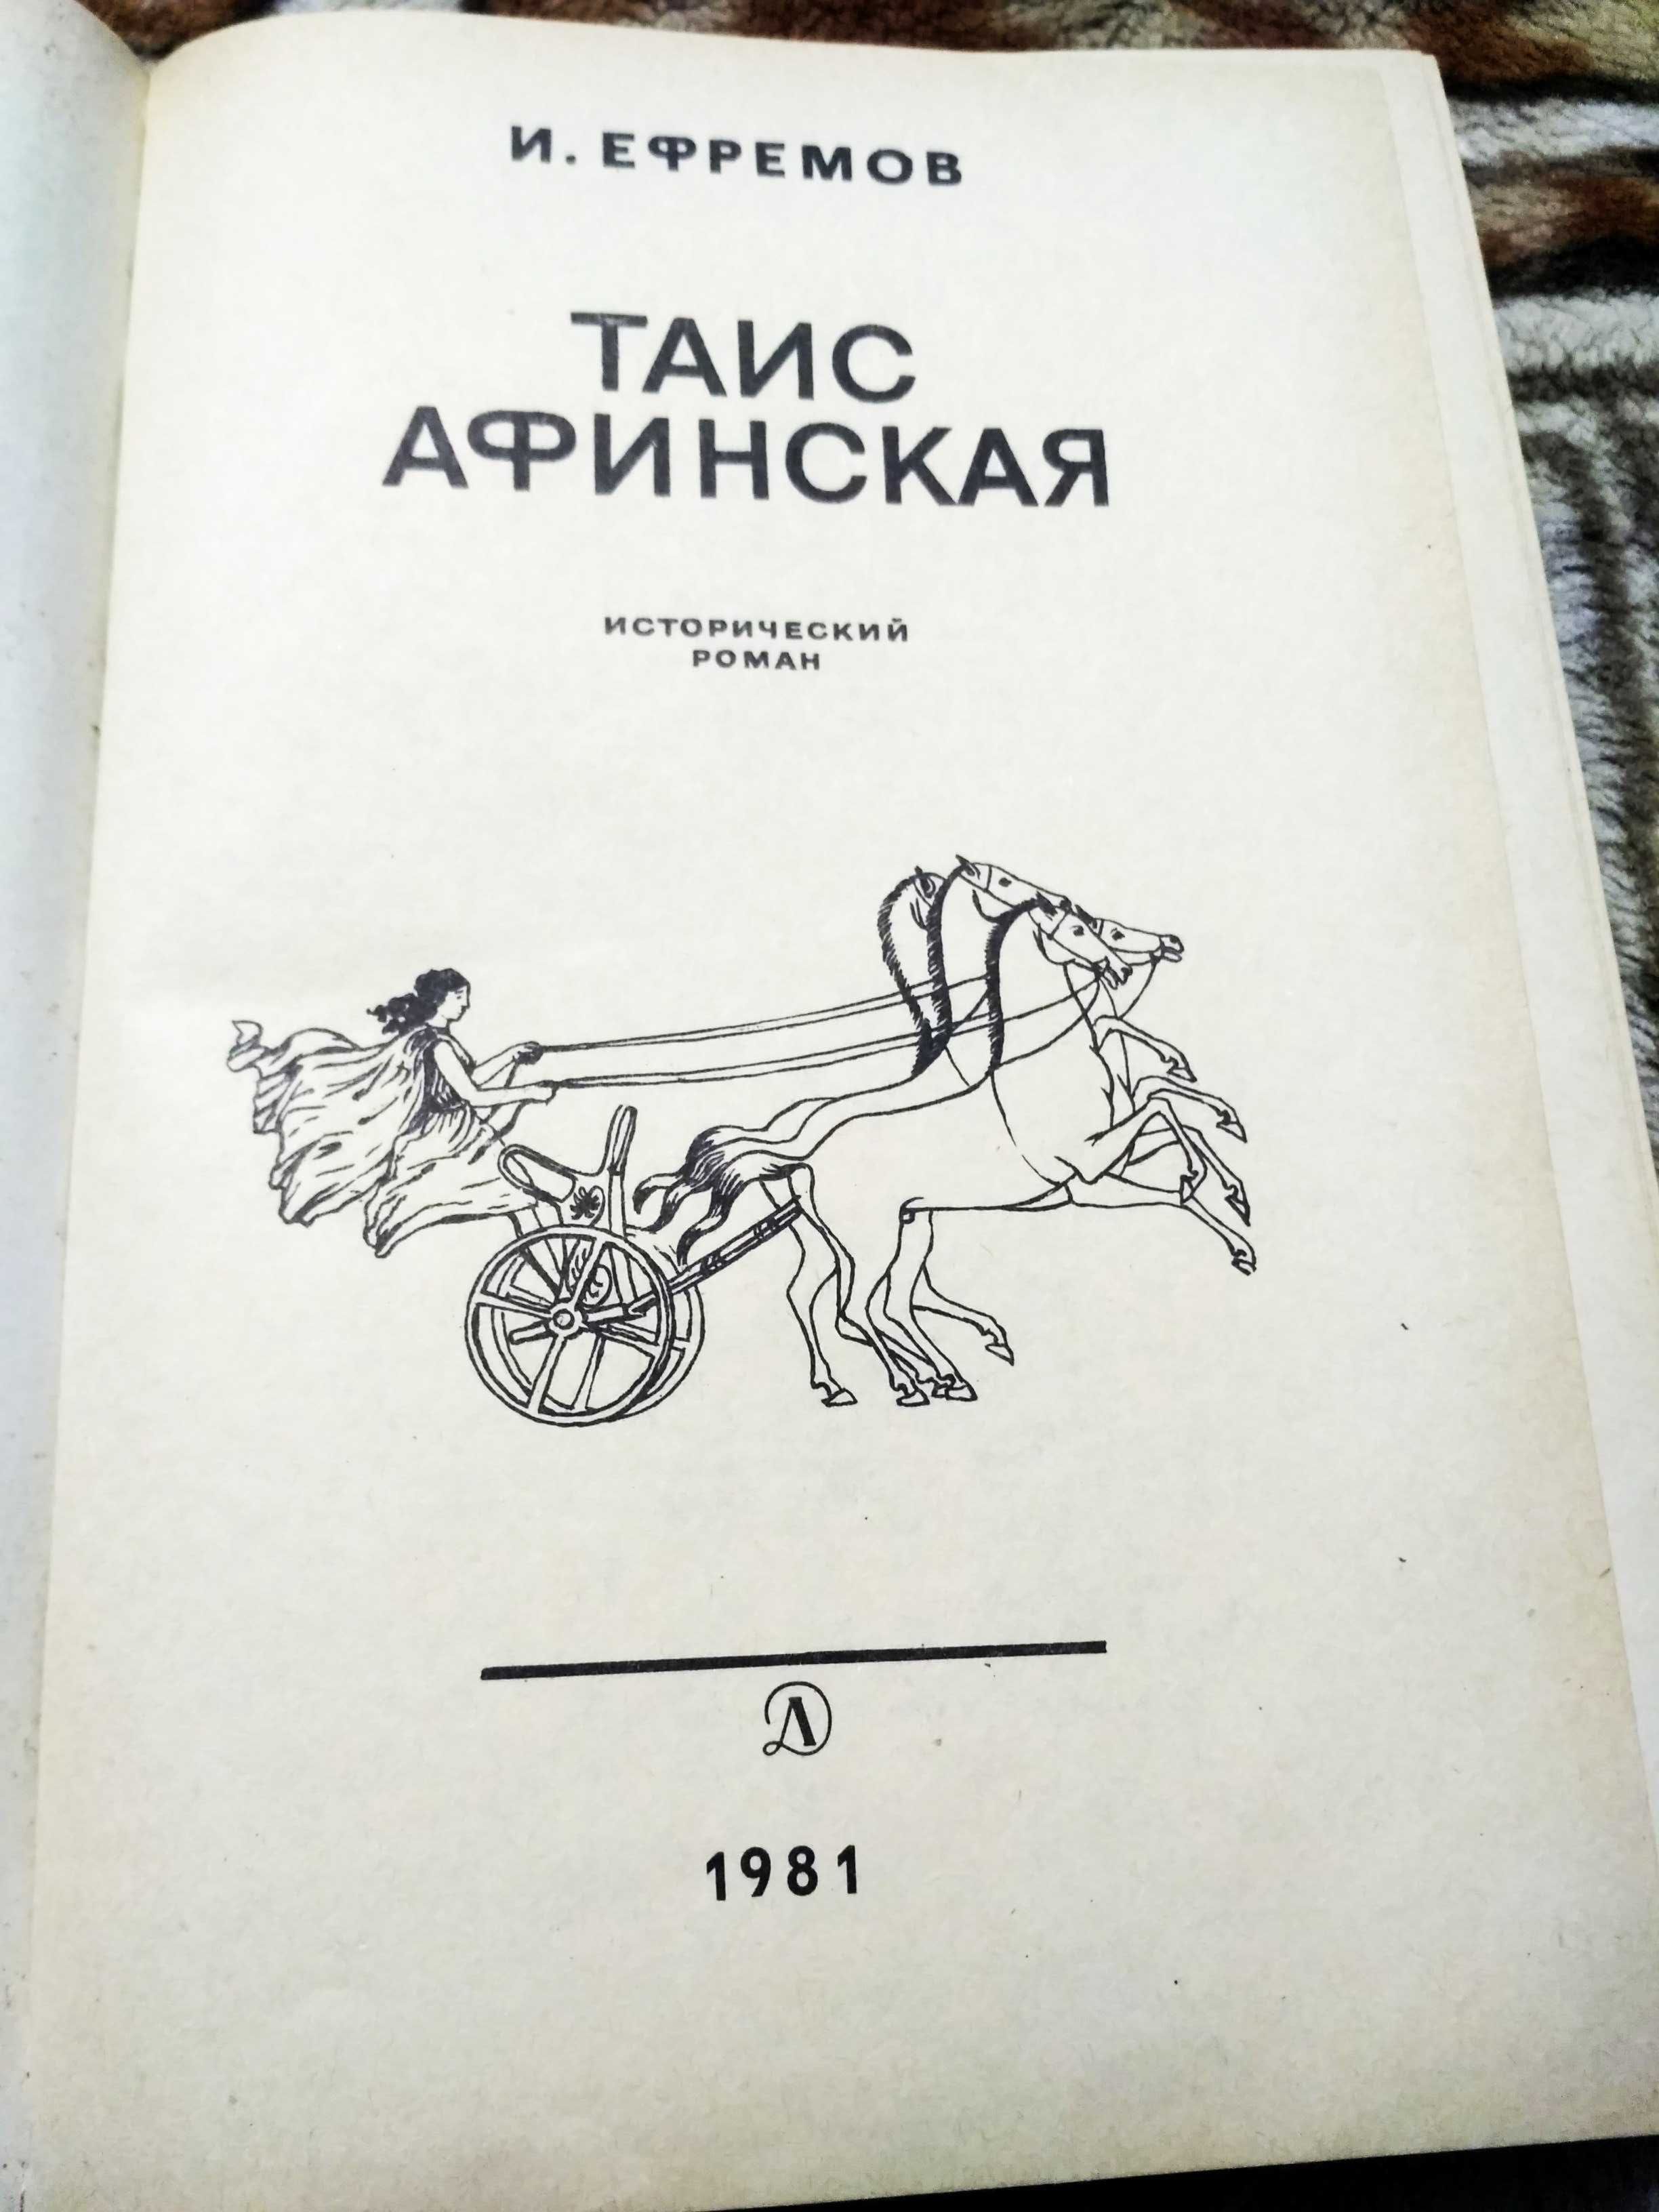 И. ЕФРЕМОВ
ТАИС
АФИНСКАЯ
ИСТОРИЧЕСКИЙ
РОМАН
Д
1981